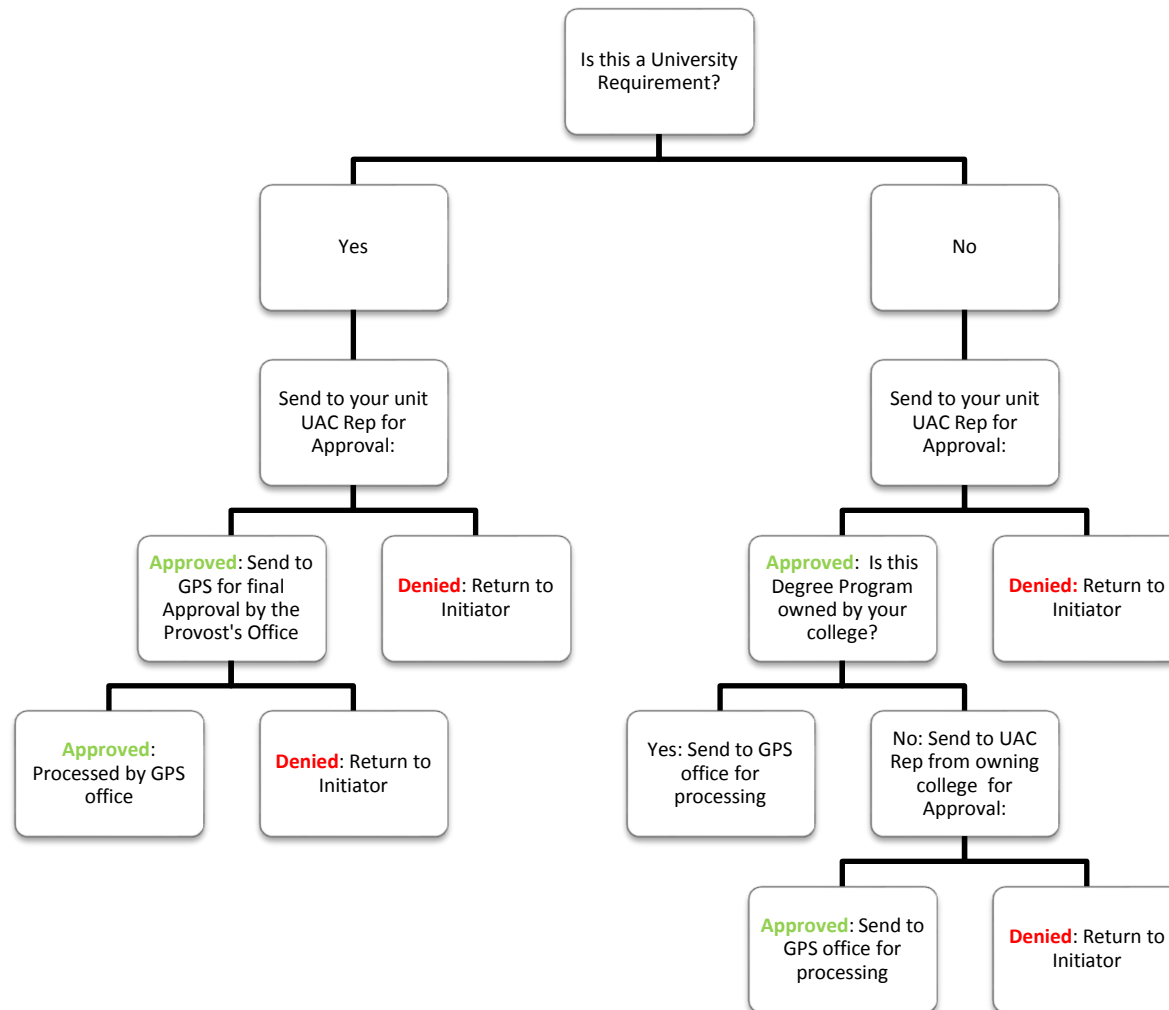 Is this a University
Requirement?
Yes
No
Send to your unit
UAC Rep for
Approval:
Send to your unit
UAC Rep for
Approval:
Approved: Send to
GPS for final
Approval by the
Provost's Office
Denied: Return to
Initiator
Approved:  Is this
Degree Program
owned by your
college?
Denied: Return to
Initiator
Approved:
Processed by GPS
office
Denied: Return to
Initiator
Yes: Send to GPS
office for
processing
No: Send to UAC
Rep from owning
college  for
Approval:
Approved: Send to
GPS office for
processing
Denied: Return to
Initiator